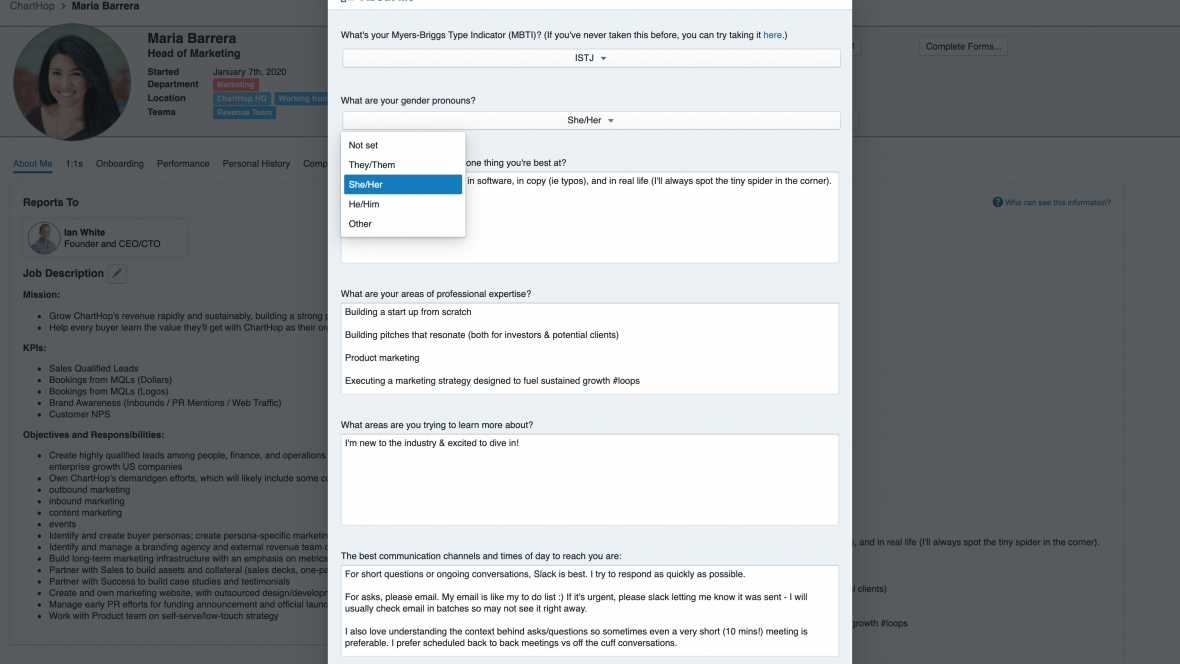 ChartHop > Maria Barrera
Maria Barrera
Head of Marketing
Started January 7th, 2020
Department Marketing
Location ChartHop HQ Working from
Teams Revenue Team
Complete Forms...
About Me 1:1s Onboarding Performance Personal History Comp
Reports To
Ian White
Founder and CEO/CTO
Job Description
Mission:
Grow ChartHop's revenue rapidly and sustainably, building a strong
Help every buyer learn the value they'll get with ChartHop as their
KPIs:
Sales Qualified Leads
Bookings from MQLs (Dollars)
Bookings from MQLs (Logos)
Brand Awareness (Inbounds / PR Mentions / Web Traffic)
Customer NPS
Objectives and Responsibilities:
Create highly qualified leads among people, finance, and operations
enterprise growth US companies
Own ChartHop's demandgen efforts, which will likely include some
outbound marketing
inbound marketing
content marketing
events
Identify and create buyer personas; create persona-specific
Identify and manage a branding agency and external revenue team
Build long-term marketing infrastructure with an emphasis on metrics
Partner with Sales to build assets and collateral (sales decks,
Partner with Success to build case studies and testimonials
Create and own marketing website, with outsourced
Manage early PR efforts for funding announcement and official
Work with Product team on self-serve/low-touch strategy
What's your Myers-Briggs Type Indicator (MBTI)? (If you've never taken this before, you can try taking it here.)
ISTJ
What are your gender pronouns?
She/Her
Not set
They/Them
She/Her
He/Him
Other
one thing you're best at?
in software, in copy (ie typos), and in real life (I'll always spot the tiny spider in the corner).
What are your areas of professional expertise?
Building a start up from scratch
Building pitches that resonate (both for investors & potential clients)
Product marketing
Executing a marketing strategy designed to fuel sustained growth #loops
What areas are you trying to learn more about?
I'm new to the industry & excited to dive in!
The best communication channels and times of day to reach you are:
For short questions or ongoing conversations, Slack is best. I try to respond as quickly as possible.
For asks, please email. My email is like my to do list :) If it's urgent, please slack letting me know it was sent - I will
usually check email in batches so may not see it right away.
I also love understanding the context behind asks/questions so sometimes even a very short (10 mins!) meeting is
preferable. I prefer scheduled back to back meetings vs off the cuff conversations.
Who can see this information?
, and in real life (I'll always spot the tiny spider in the corner).
clients)
growth #loops